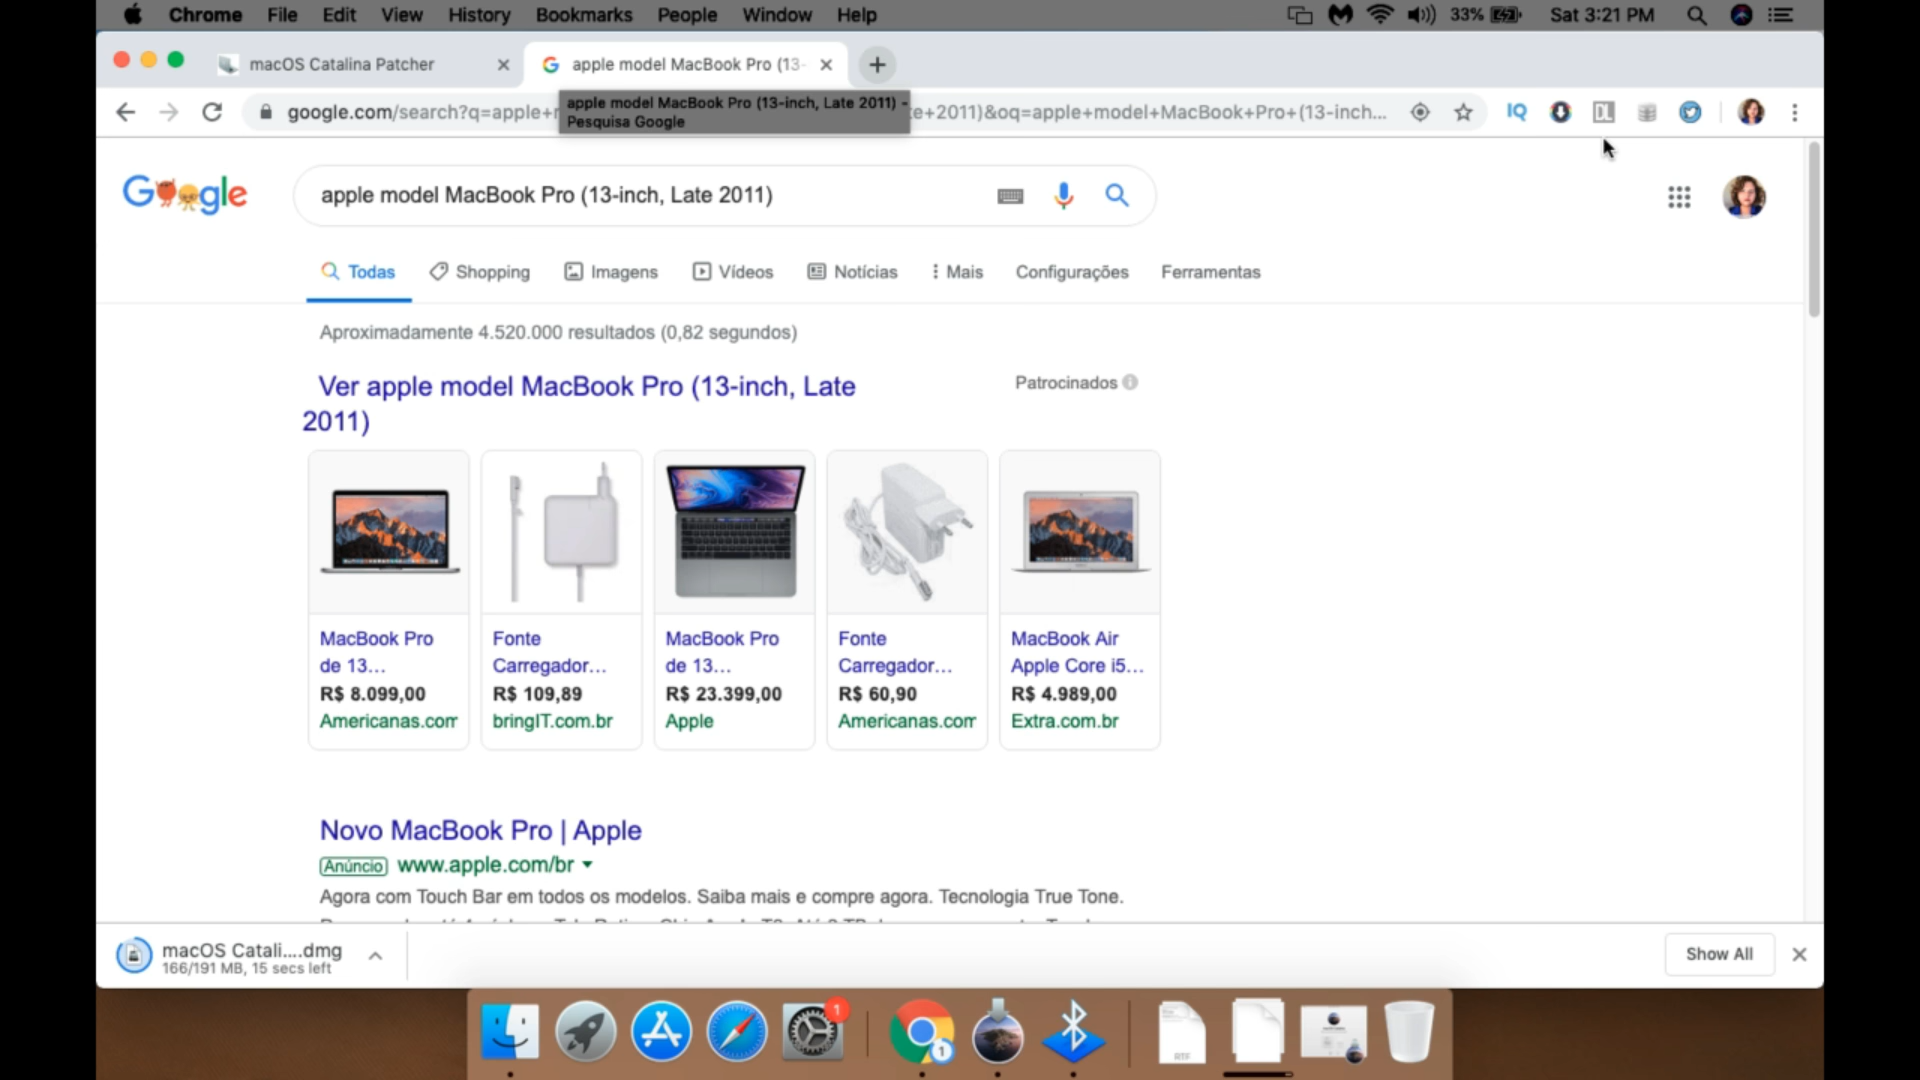 Chrome File Edit View History Bookmarks People Window Help 33% Sat 3:21 PM
macOS Catalina Patcher
apple model MacBook Pro (13-
google.com/search?q=apple+ e+2011)&oq=apple+model+MacBook+Pro+(13-inch...
apple model MacBook Pro (13-inch, Late 2011) -
Pesquisa Google
IQ
Google
apple model MacBook Pro (13-inch, Late 2011)
Todas Shopping Imagens Vídeos Notícias Mais Configurações Ferramentas
Aproximadamente 4.520.000 resultados (0,82 segundos)
Ver apple model MacBook Pro (13-inch, Late
2011)
Patrocinados
MacBook Pro
de 13...
R$ 8.099,00
Americanas.com
Fonte
Carregador...
R$ 109,89
bringIT.com.br
MacBook Pro
de 13...
R$ 23.399,00
Apple
Fonte
Carregador...
R$ 60,90
Americanas.com
MacBook Air
Apple Core i5...
R$ 4.989,00
Extra.com.br
Novo MacBook Pro | Apple
Anúncio www.apple.com/br
Agora com Touch Bar em todos os modelos. Saiba mais e compre agora. Tecnologia True Tone.
macOS Catali....dmg
166/191 MB, 15 secs left
Show All
1
1
RTF